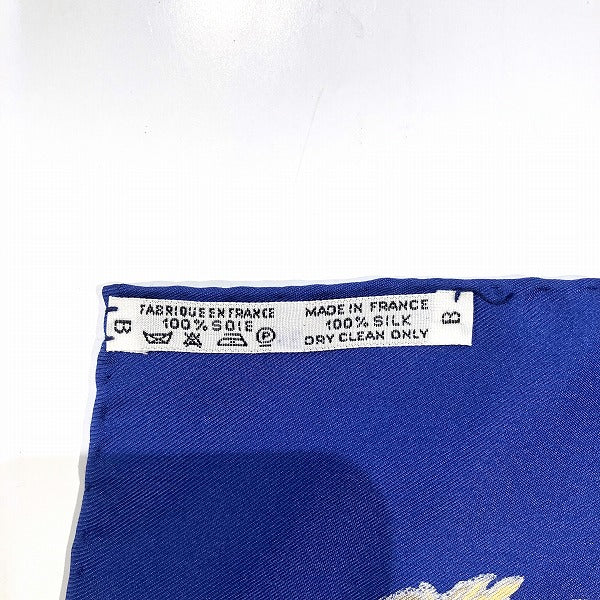 FABRIQUE EN FRANCE
100% SOIE
MADE IN FRANCE
100% SILK
DRY CLEAN ONLY
B
B
P